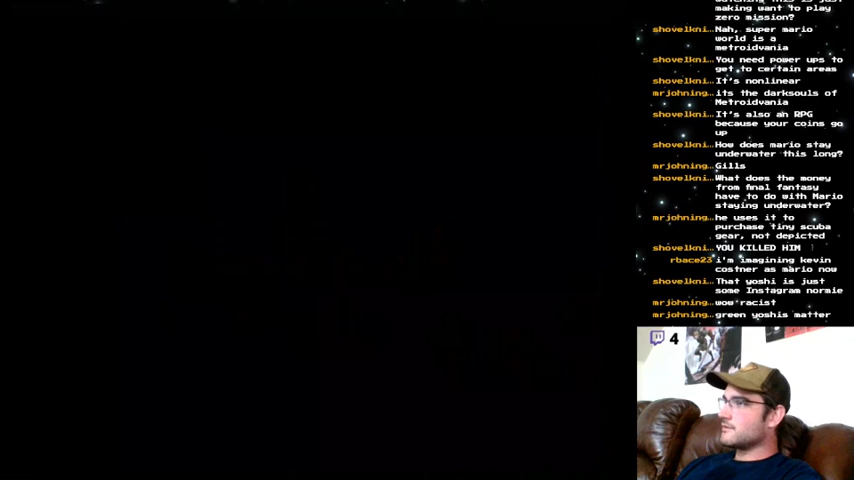 making want to play
zero mission?
shovelkni… Nah, super mario
world is a
metroidvania
shovelkni… You need power ups to
get to certain areas
shovelkni… It's nonlinear
mrjohning… its the darksouls of
Metroidvania
shovelkni… It's also an RPG
because your coins go
up
shovelkni… How does mario stay
underwater this long?
mrjohning… Gills
shovelkni… What does the money
from final fantasy
have to do with Mario
staying underwater?
mrjohning… he uses it to
purchase tiny scuba
gear, not depicted
shovelkni… YOU KILLED HIM
rbace23 i'm imagining kevin
costner as mario now
shovelkni… That yoshi is just
some Instagram normie
mrjohning… wow racist
mrjohning… green yoshis matter
4